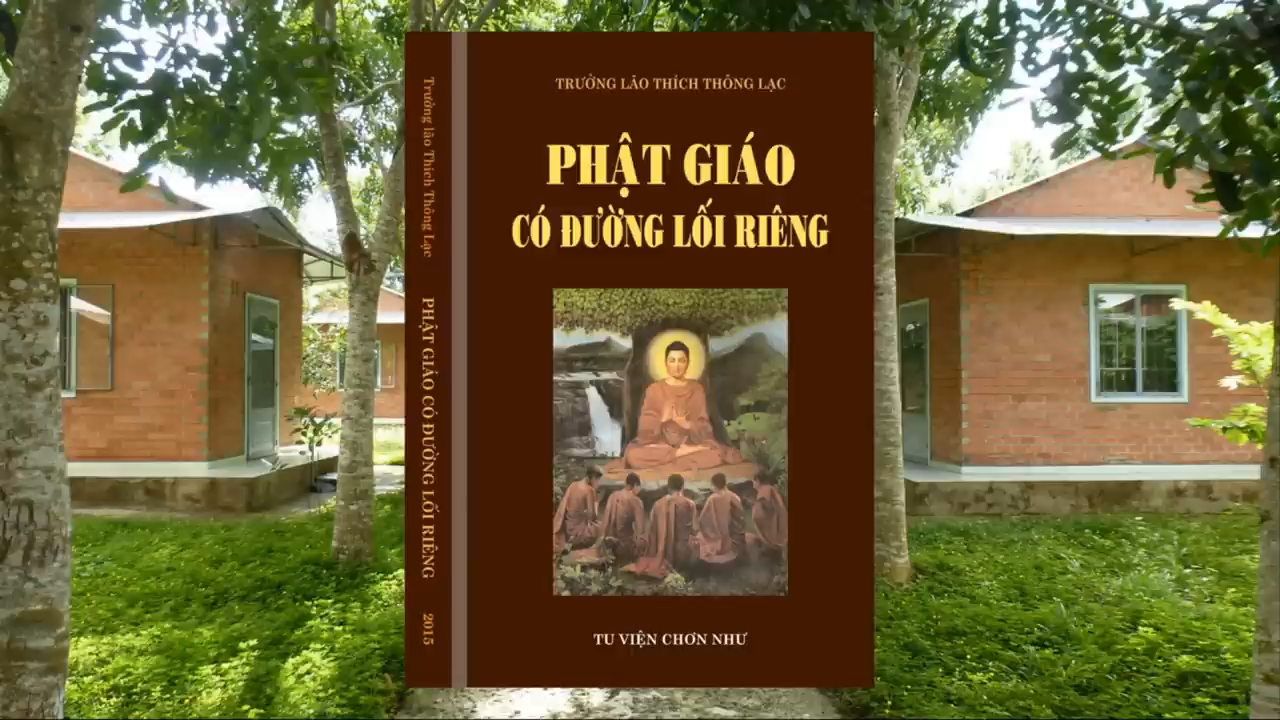 Trưởng lão Thích Thông Lạc
PHẬT GIÁO CÓ ĐƯỜNG LỐI RIÊNG
2015
TRƯỞNG LÃO THÍCH THÔNG LẠC
PHẬT GIÁO
CÓ ĐƯỜNG LỐI RIÊNG
TU VIỆN CHƠN NHƯ